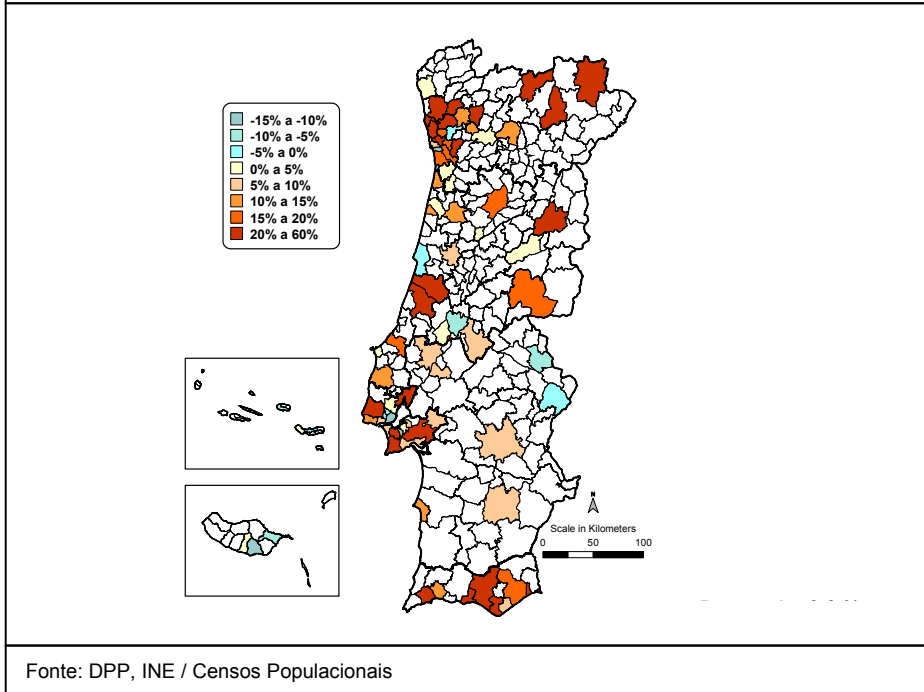 -15% a -10%
-10% a -5%
-5% a 0%
0% a 5%
5% a 10%
10% a 15%
15% a 20%
20% a 60%
N
Scale in Kilometers
0 50 100
Fonte: DPP, INE / Censos Populacionais